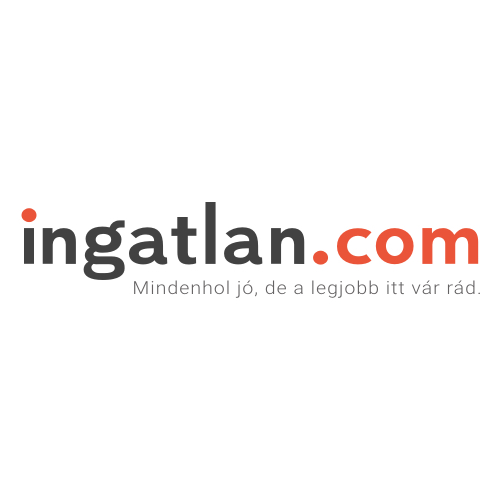 ingatlan.com
Mindenhol jó, de a legjobb itt vár rád.